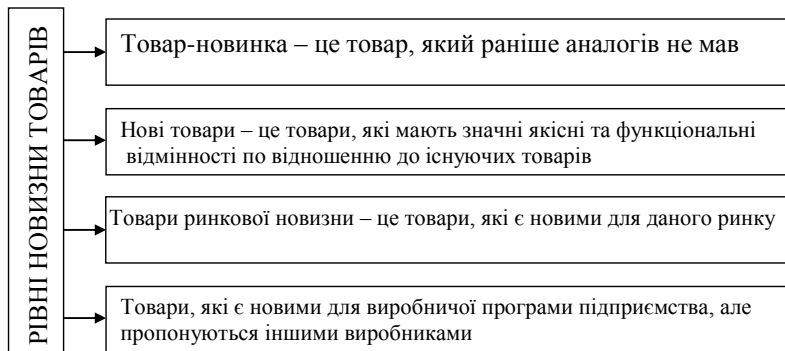 РІВНІ НОВИЗНИ ТОВАРІВ
Товар-новинка – це товар, який раніше аналогів не мав
Нові товари – це товари, які мають значні якісні та функціональні
відмінності по відношенню до існуючих товарів
Товари ринкової новизни – це товари, які є новими для даного ринку
Товари, які є новими для виробничої програми підприємства, але
пропонуються іншими виробниками